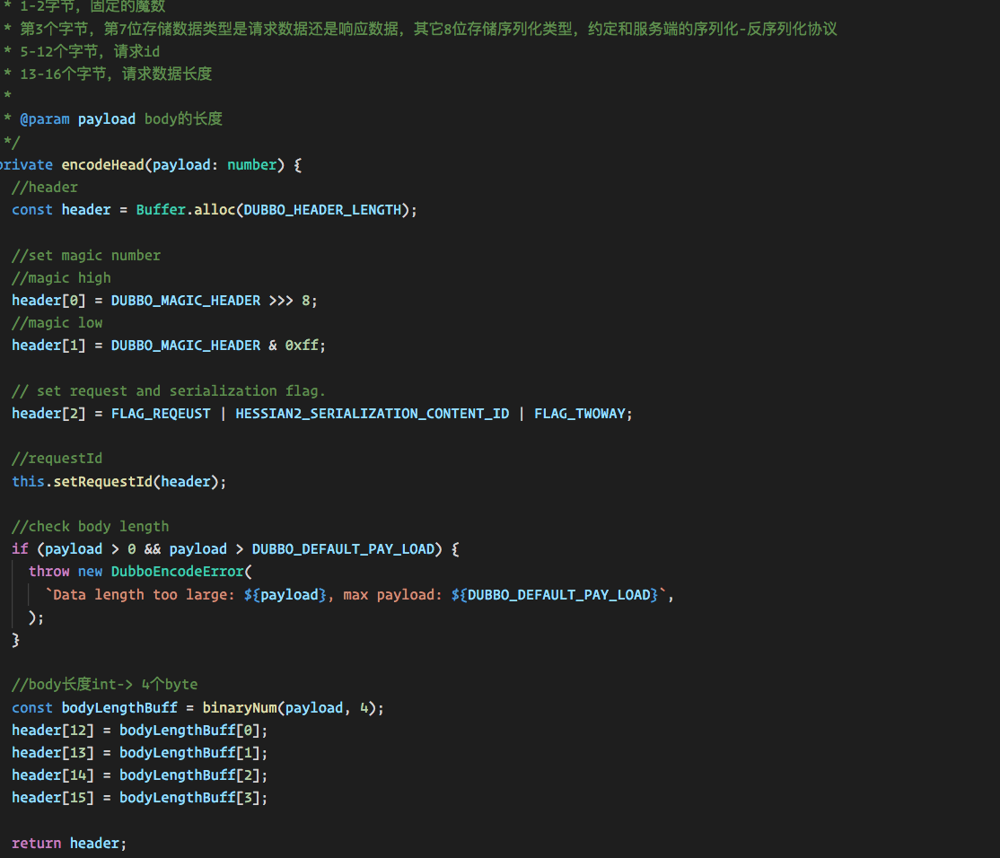 * 1-2字节，固定的魔数
* 第3个字节，第7位存储数据类型是请求数据还是响应数据，其它8位存储序列化类型，约定和服务端的序列化-反序列化协议
* 5-12个字节，请求id
* 13-16个字节，请求数据长度
*
* @param payload body的长度
*/
private encodeHead(payload: number) {
//header
const header = Buffer.alloc(DUBBO_HEADER_LENGTH);
//set magic number
//magic high
header[0] = DUBBO_MAGIC_HEADER >>> 8;
//magic low
header[1] = DUBBO_MAGIC_HEADER & 0xff;
// set request and serialization flag.
header[2] = FLAG_REQEUST | HESSIAN2_SERIALIZATION_CONTENT_ID | FLAG_TWOWAY;
//requestId
this.setRequestId(header);
//check body length
if (payload > 0 && payload > DUBBO_DEFAULT_PAY_LOAD) {
throw new DubboEncodeError(
`Data length too large: ${payload}, max payload: ${DUBBO_DEFAULT_PAY_LOAD}`,
);
}
//body长度int-> 4个byte
const bodyLengthBuff = binaryNum(payload, 4);
header[12] = bodyLengthBuff[0];
header[13] = bodyLengthBuff[1];
header[14] = bodyLengthBuff[2];
header[15] = bodyLengthBuff[3];
return header;